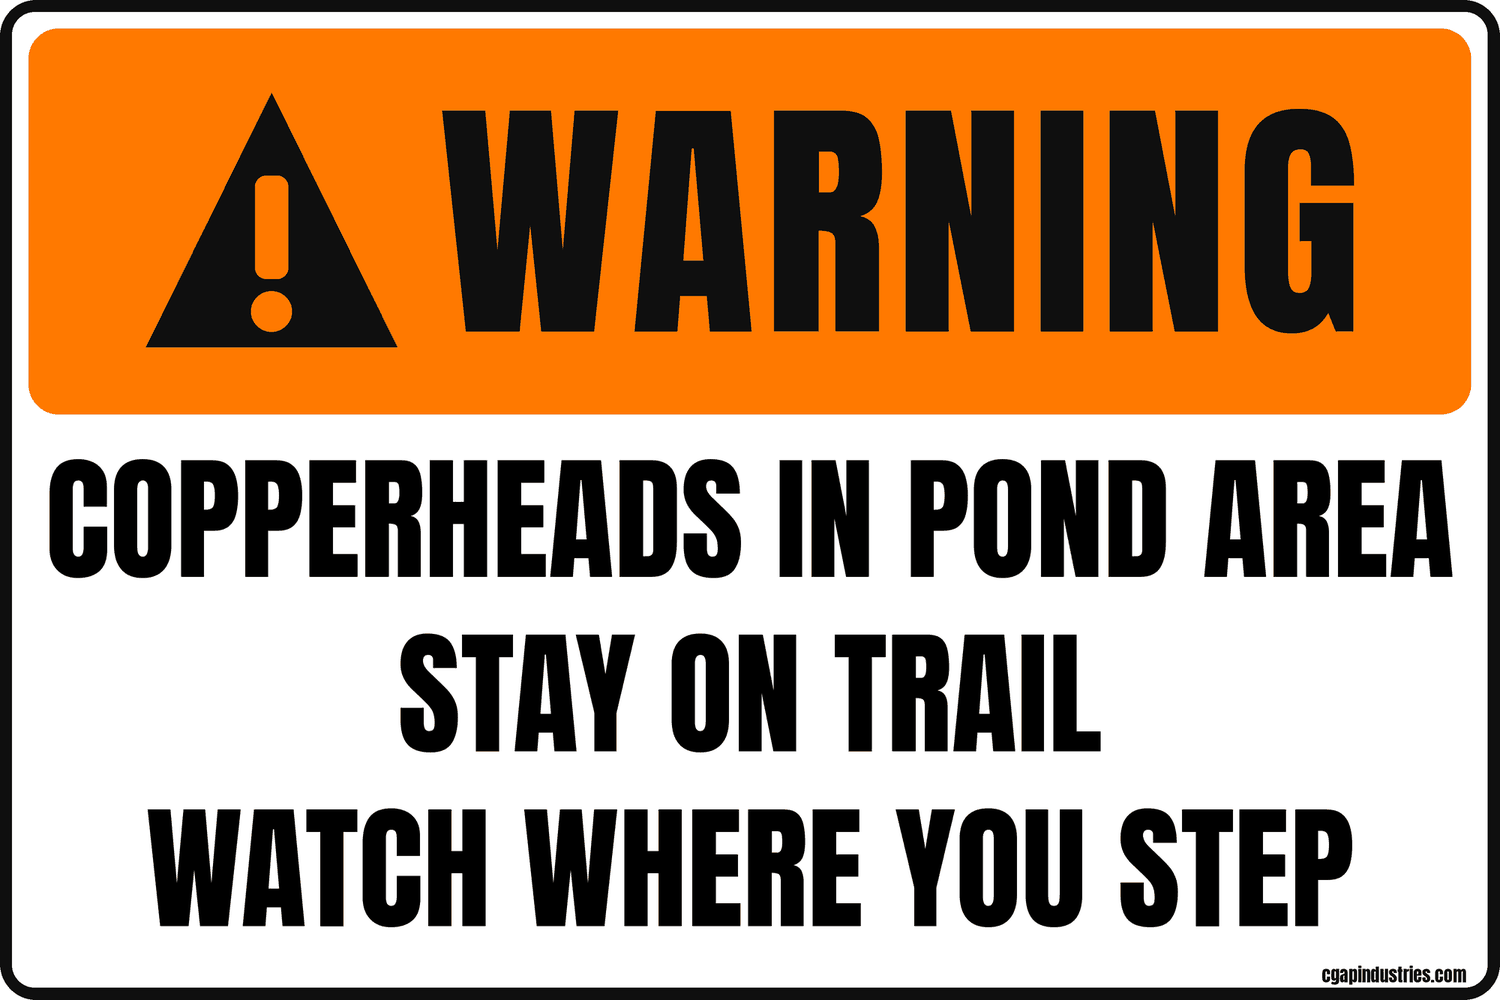 WARNING
COPPERHEADS IN POND AREA
STAY ON TRAIL
WATCH WHERE YOU STEP
cgapindustries.com